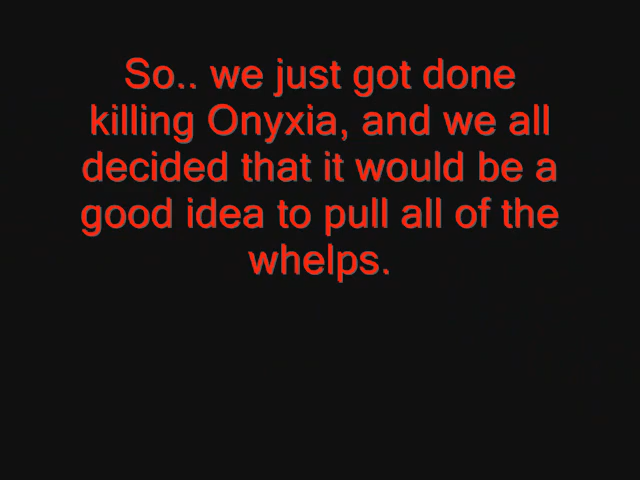 So.. we just got done
killing Onyxia, and we all
decided that it would be a
good idea to pull all of the
whelps.